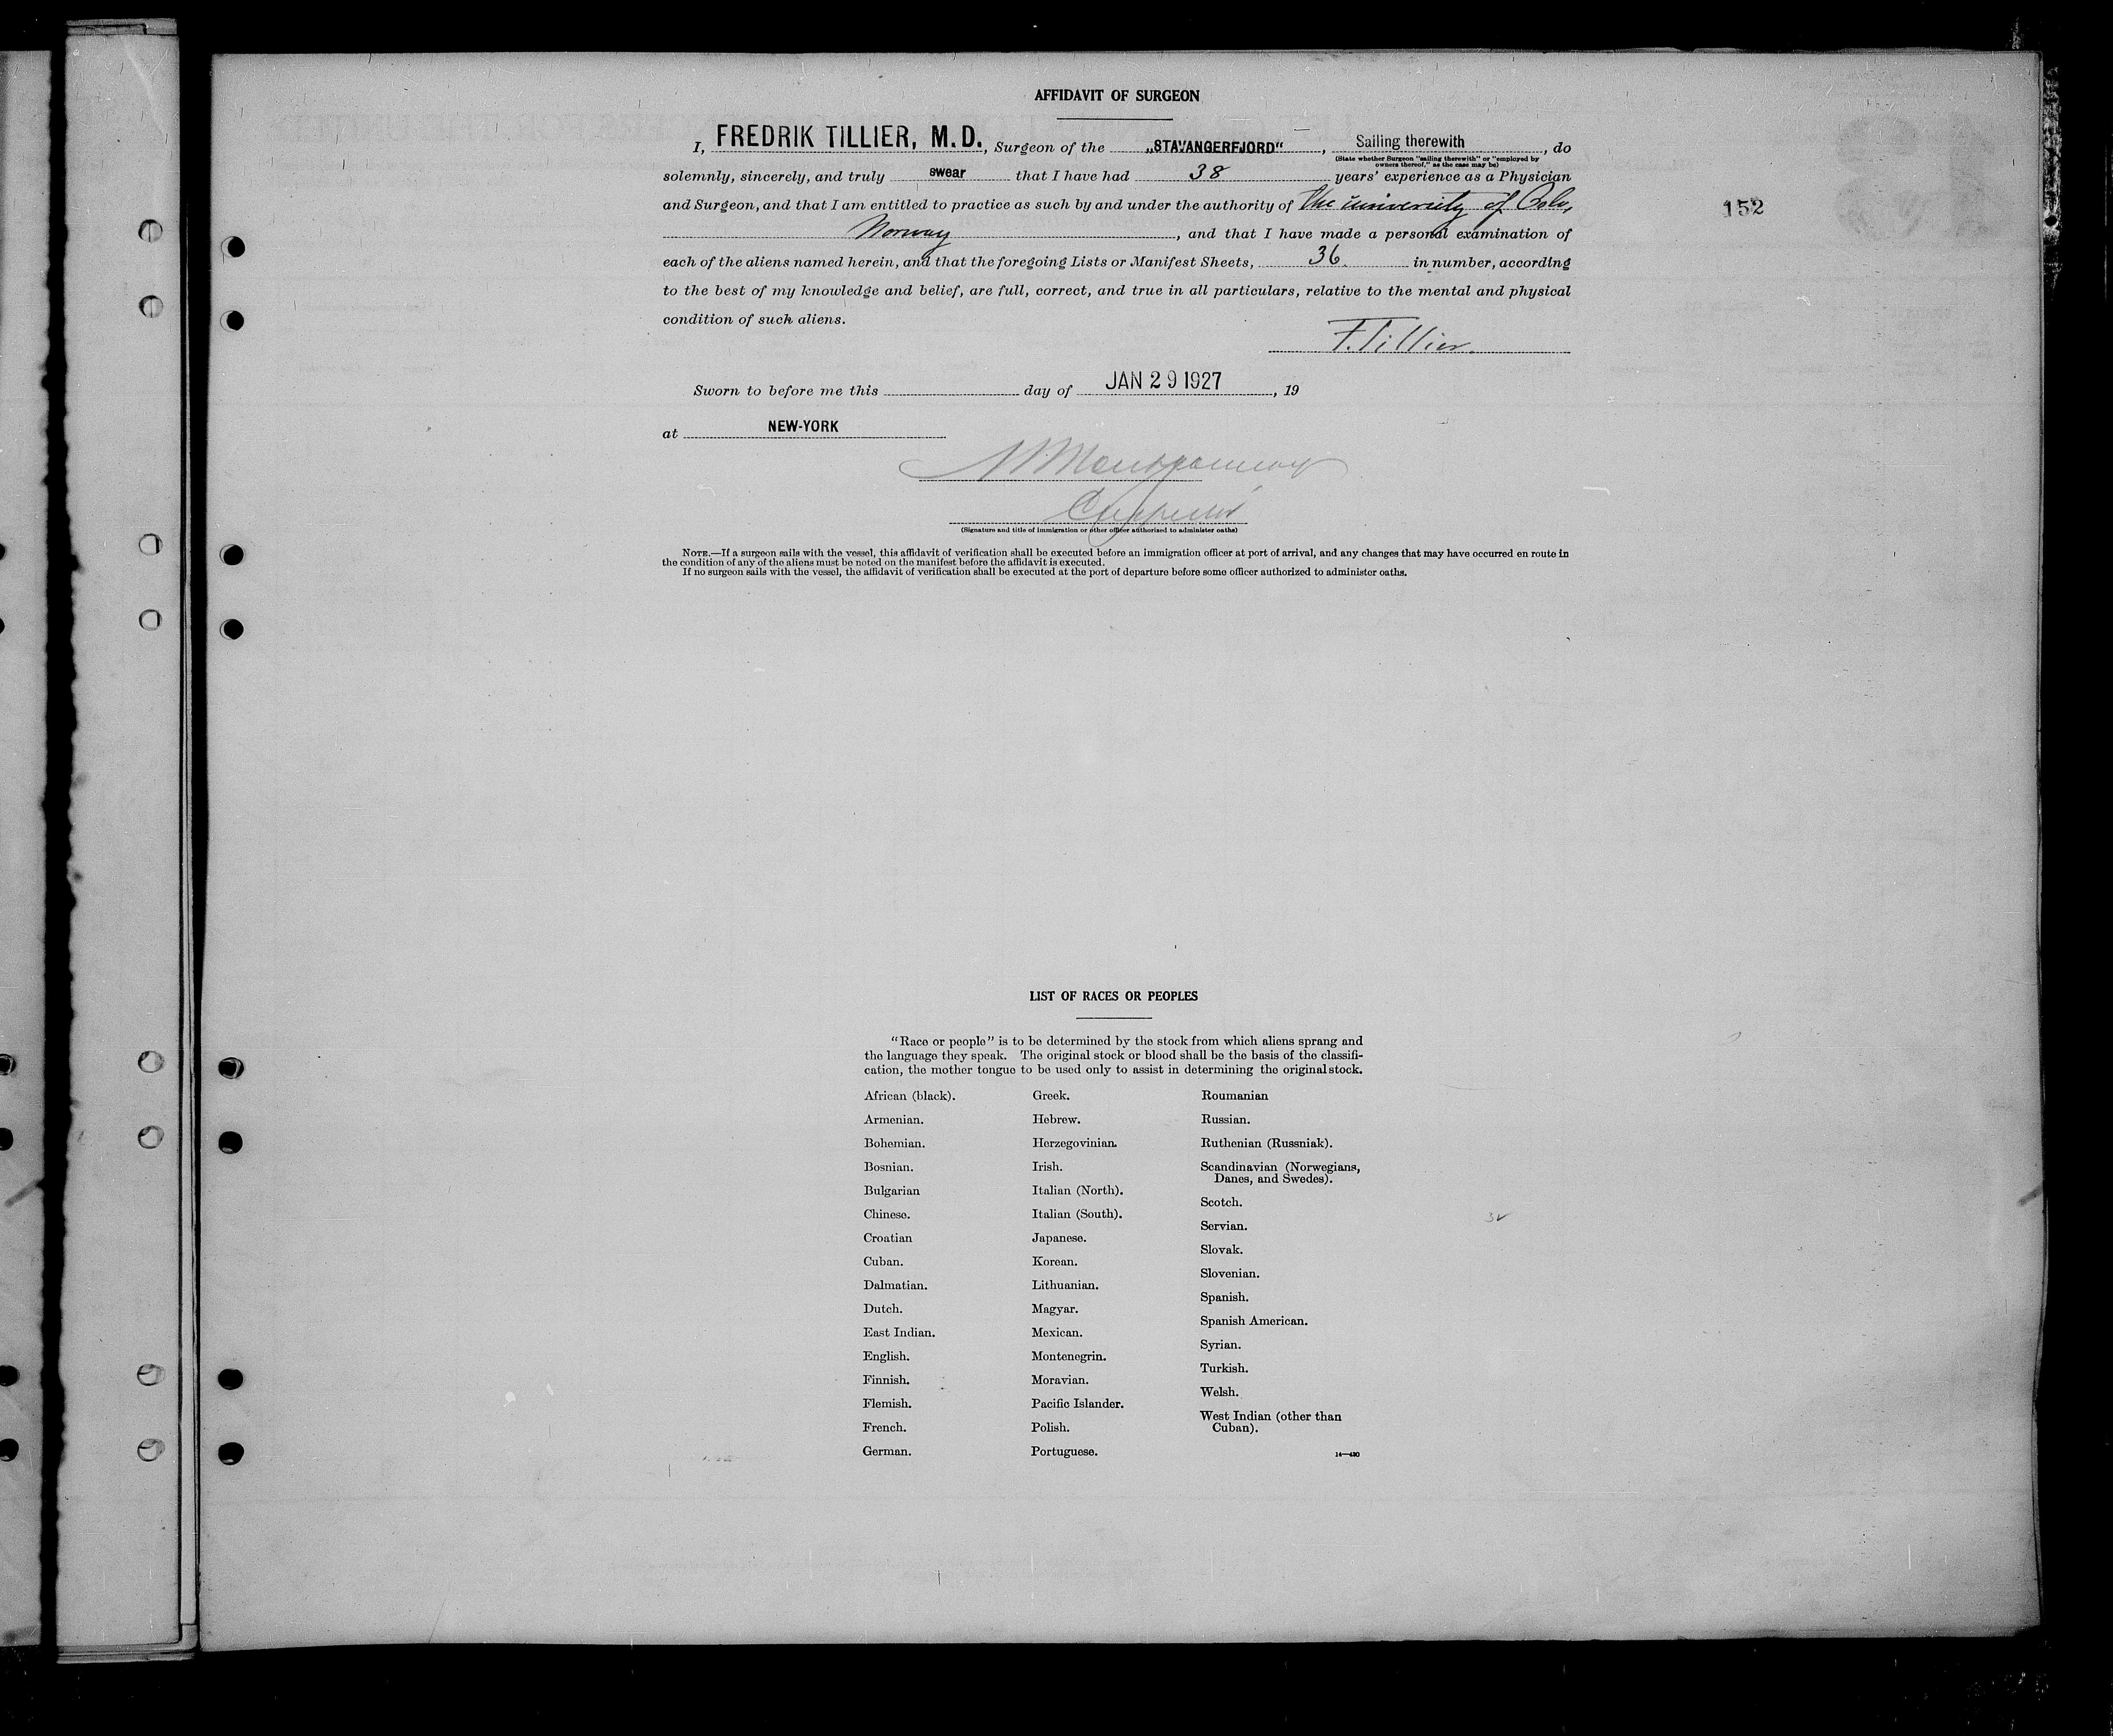 AFFIDAVIT OF SURGEON
I, FREDRIK TILLIER, M.D., Surgeon of the „STAVANGERFJORD“, Sailing therewith, do
(State whether Surgeon "sailing therewith" or "employed by
owners thereof," as the case may be)
solemnly, sincerely, and truly swear that I have had 38 years' experience as a Physician
and Surgeon, and that I am entitled to practice as such by and under the authority of The university of Oslo,
152
Norway, and that I have made a personal examination of
each of the aliens named herein, and that the foregoing Lists or Manifest Sheets, 36 in number, according
to the best of my knowledge and belief, are full, correct, and true in all particulars, relative to the mental and physical
condition of such aliens.
F. Tillier.
Sworn to before me this day of JAN 29 1927, 19
at NEW-YORK
Montgomery
(Signature and title of immigration or other officer authorized to administer oaths)
NOTE.—If a surgeon sails with the vessel, this affidavit of verification shall be executed before an immigration officer at port of arrival, and any changes that may have occurred en route in
the condition of any of the aliens must be noted on the manifest before the affidavit is executed.
If no surgeon sails with the vessel, the affidavit of verification shall be executed at the port of departure before some officer authorized to administer oaths.
LIST OF RACES OR PEOPLES
"Race or people" is to be determined by the stock from which aliens sprang and
the language they speak. The original stock or blood shall be the basis of the classifi-
cation, the mother tongue to be used only to assist in determining the original stock.
African (black).
Armenian.
Bohemian.
Bosnian.
Bulgarian
Chinese.
Croatian
Cuban.
Dalmatian.
Dutch.
East Indian.
English.
Finnish.
Flemish.
French.
German.
Greek.
Hebrew.
Herzegovinian.
Irish.
Italian (North).
Italian (South).
Japanese.
Korean.
Lithuanian.
Magyar.
Mexican.
Montenegrin.
Moravian.
Pacific Islander.
Polish.
Portuguese.
Roumanian
Russian.
Ruthenian (Russniak).
Scandinavian (Norwegians,
Danes, and Swedes).
Scotch.
Servian.
Slovak.
Slovenian.
Spanish.
Spanish American.
Syrian.
Turkish.
Welsh.
West Indian (other than
Cuban).
14—430